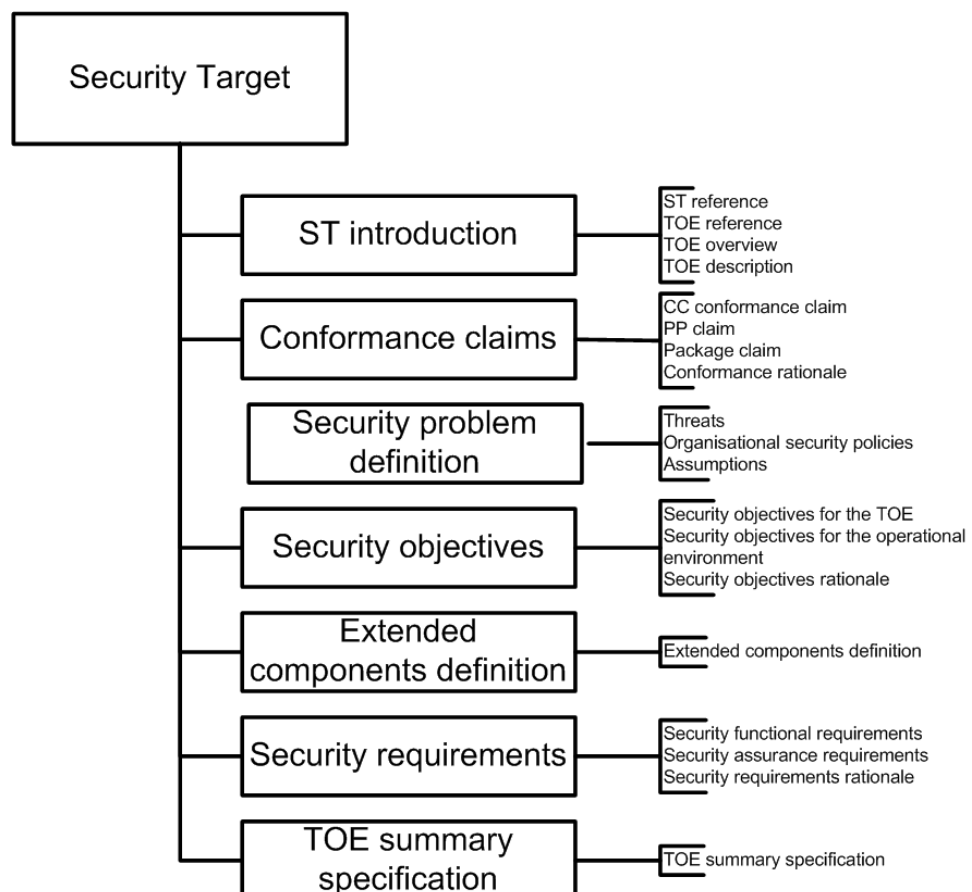 Security Target
ST introduction
ST reference
TOE reference
TOE overview
TOE description
Conformance claims
CC conformance claim
PP claim
Package claim
Conformance rationale
Security problem
definition
Threats
Organisational security policies
Assumptions
Security objectives
Security objectives for the TOE
Security objectives for the operational
environment
Security objectives rationale
Extended
components definition
Extended components definition
Security requirements
Security functional requirements
Security assurance requirements
Security requirements rationale
TOE summary
specification
TOE summary specification